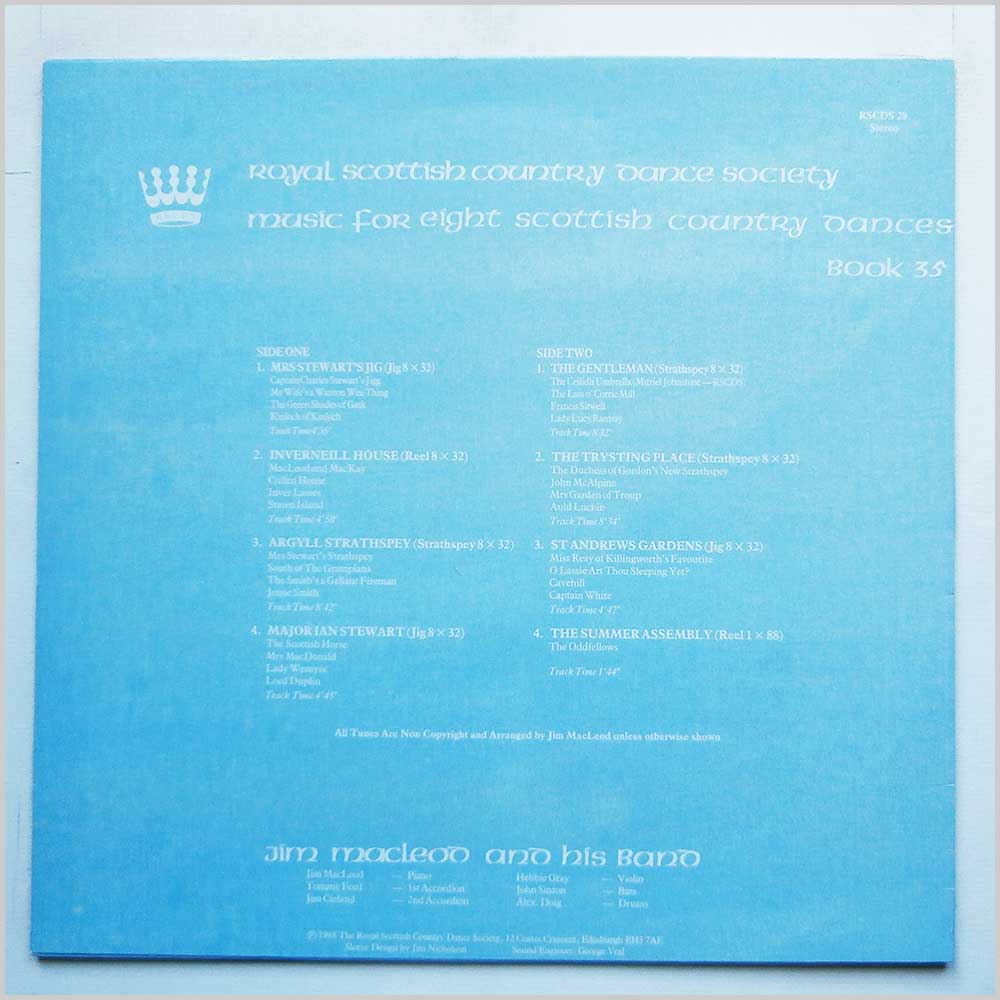 RSCDS 28
Stereo
Royal Scottish Country Dance Society
Music for Eight Scottish Country Dances
Book 35
RSCDS
SIDE ONE
1. MRS STEWART'S JIG (Jig 8 × 32)
Captain Charles Stewart's Jigg
My Wife's a Wanton Wee Thing
The Green Shades of Gask
Kinloch of Kinloch
Track Time 4'36"
2. INVERNEILL HOUSE (Reel 8 × 32)
MacLeod and MacKay
Cullen House
Inver Lasses
Staten Island
Track Time 4'50"
3. ARGYLL STRATHSPEY (Strathspey 8 × 32)
Mrs Stewart's Strathspey
South of The Grampians
The Smith's a Gellant Fireman
Jessie Smith
Track Time 8'42"
4. MAJOR IAN STEWART (Jig 8 × 32)
The Scottish Horse
Mrs MacDonald
Lady Wemyss
Lord Duplin
Track Time 4'45"
SIDE TWO
1. THE GENTLEMAN (Strathspey 8 × 32)
The Ceilidh Umbrella (Muriel Johnstone — RSCDS)
The Lass o' Corrie Mill
Francis Sitwell
Lady Lucy Ramsay
Track Time 8'32"
2. THE TRYSTING PLACE (Strathspey 8 × 32)
The Duchess of Gordon's New Strathspey
John McAlpine
Mrs Garden of Troup
Auld Luckie
Track Time 8'34"
3. ST ANDREWS GARDENS (Jig 8 × 32)
Miss Reay of Killingworth's Favourite
O Lassie Art Thou Sleeping Yet?
Cavehill
Captain White
Track Time 4'47"
4. THE SUMMER ASSEMBLY (Reel 1 × 88)
The Oddfellows
Track Time 1'44"
All Tunes Are Non Copyright and Arranged by Jim MacLeod unless otherwise shown
Jim MacLeod and his Band
Jim MacLeod — Piano
Tommy Ford — 1st Accordion
Jim — 2nd Accordion
Hebbie Gray — Violin
John Sinton — Bass
Alex. Doig — Drums
℗ 1988 The Royal Scottish Country Dance Society, 12 Coates Crescent, Edinburgh EH3 7AF
Sleeve Design by Jim Nicholson Sound Engineer, George Veal